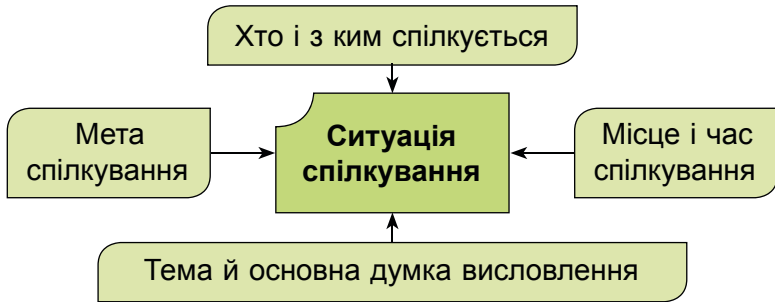 Хто і з ким спілкується
Мета
спілкування
Ситуація
спілкування
Місце і час
спілкування
Тема й основна думка висловлення